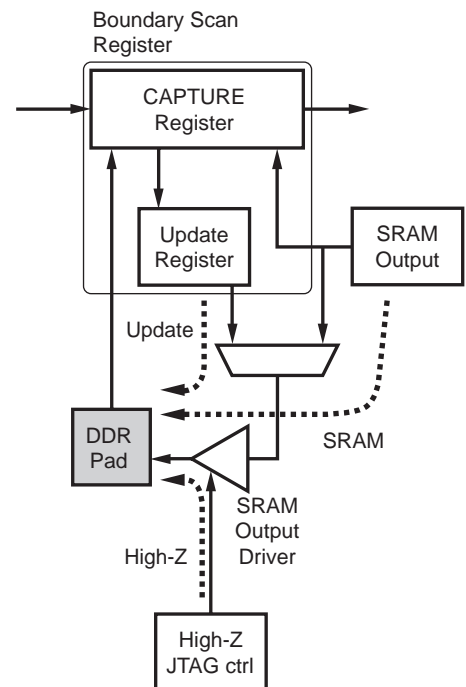 Boundary Scan
Register
CAPTURE
Register
Update
Register
SRAM
Output
Update
SRAM
DDR
Pad
SRAM
Output
Driver
High-Z
High-Z
JTAG ctrl